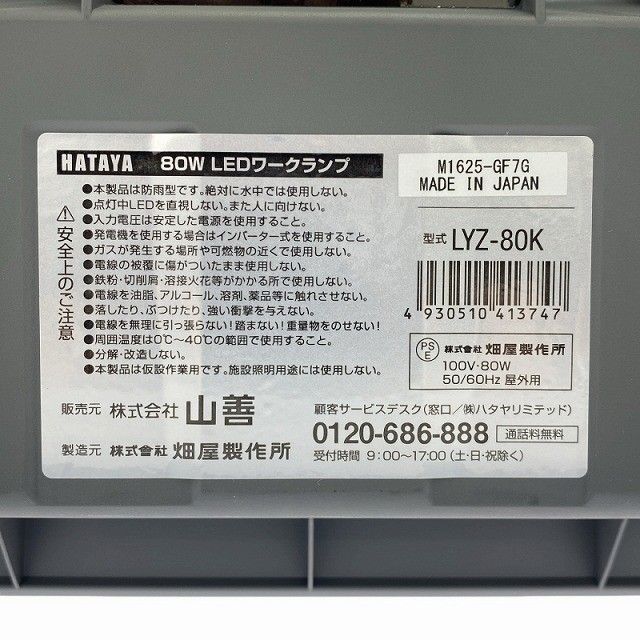 HATAYA 80W LEDワークランプ
⚠安全上のご注意
●本製品は防雨型です。絶対に水中では使用しない。
●点灯中LEDを直視しない。また人に向けない。
●入力電圧は安定した電源を使用すること。
●発電機を使用する場合はインバーター式を使用すること。
●ガスが発生する場所や可燃物の近くで使用しない。
●電線の被覆に傷がついたまま使用しない。
●鉄粉・切削屑・溶接火花等がかかる所で使用しない。
●電線を油脂、アルコール、溶剤、薬品等に触れさせない。
●落したり、ぶつけたり、強い衝撃を与えない。
●電線を無理に引っ張らない!踏まない!重量物をのせない!
●周囲温度は0℃〜40℃の範囲で使用すること。
●分解・改造しない。
●本製品は仮設作業用です。施設照明用途には使用しない。
M1625-GF7G
MADE IN JAPAN
型式 LYZ-80K
4 930510 413747
PSE 株式会社 畑屋製作所
100V・80W
50/60Hz 屋外用
販売元 株式会社 山善
製造元 株式会社 畑屋製作所
顧客サービスデスク(窓口/㈱ハタヤリミテッド)
0120-686-888 通話料無料
受付時間 9:00〜17:00(土・日・祝除く)